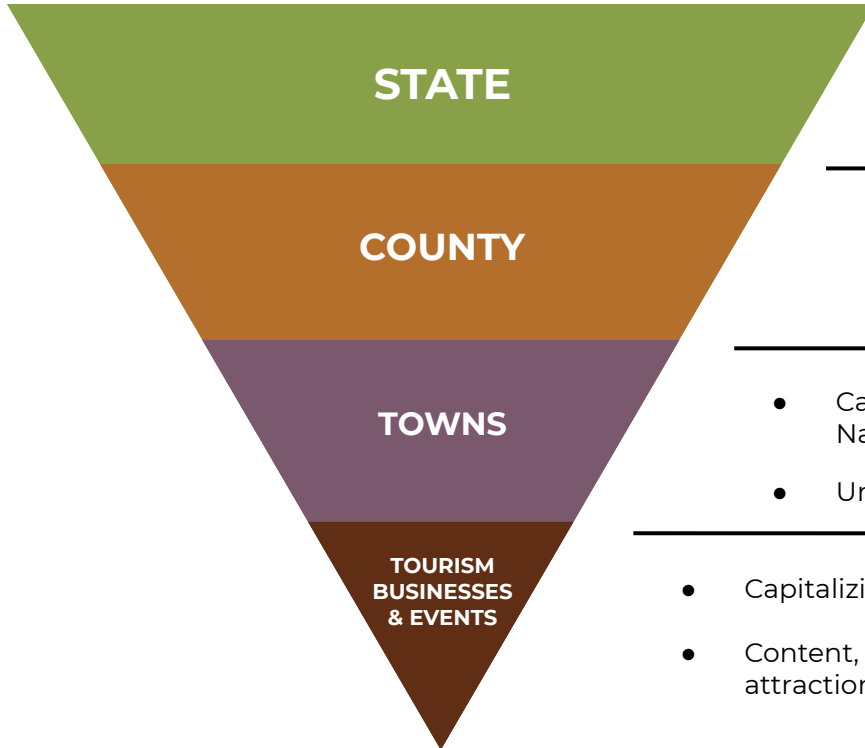 STATE
COUNTY
TOWNS
●
●
TOURISM
BUSINESSES
& EVENTS
●
● Content,